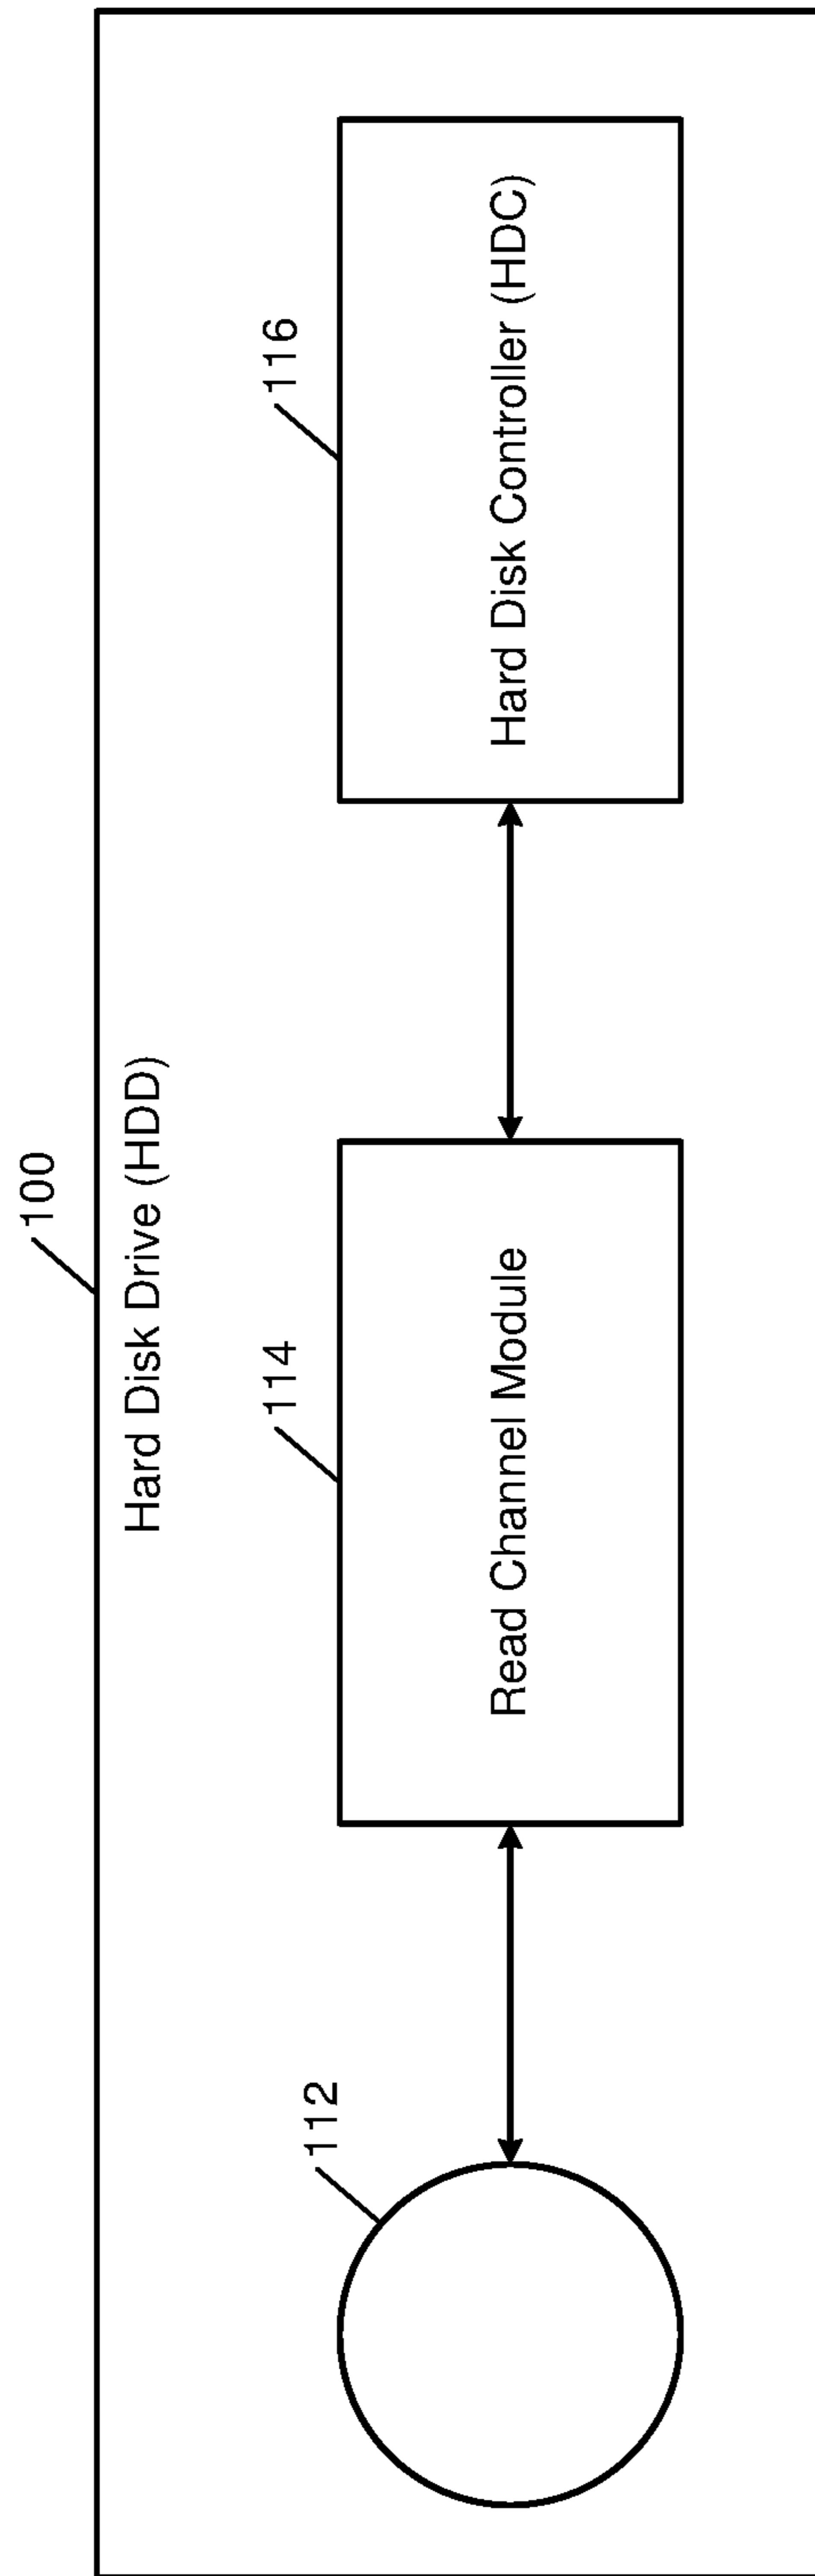 100
Hard Disk Drive (HDD)
112
114
116
Read Channel Module
Hard Disk Controller (HDC)